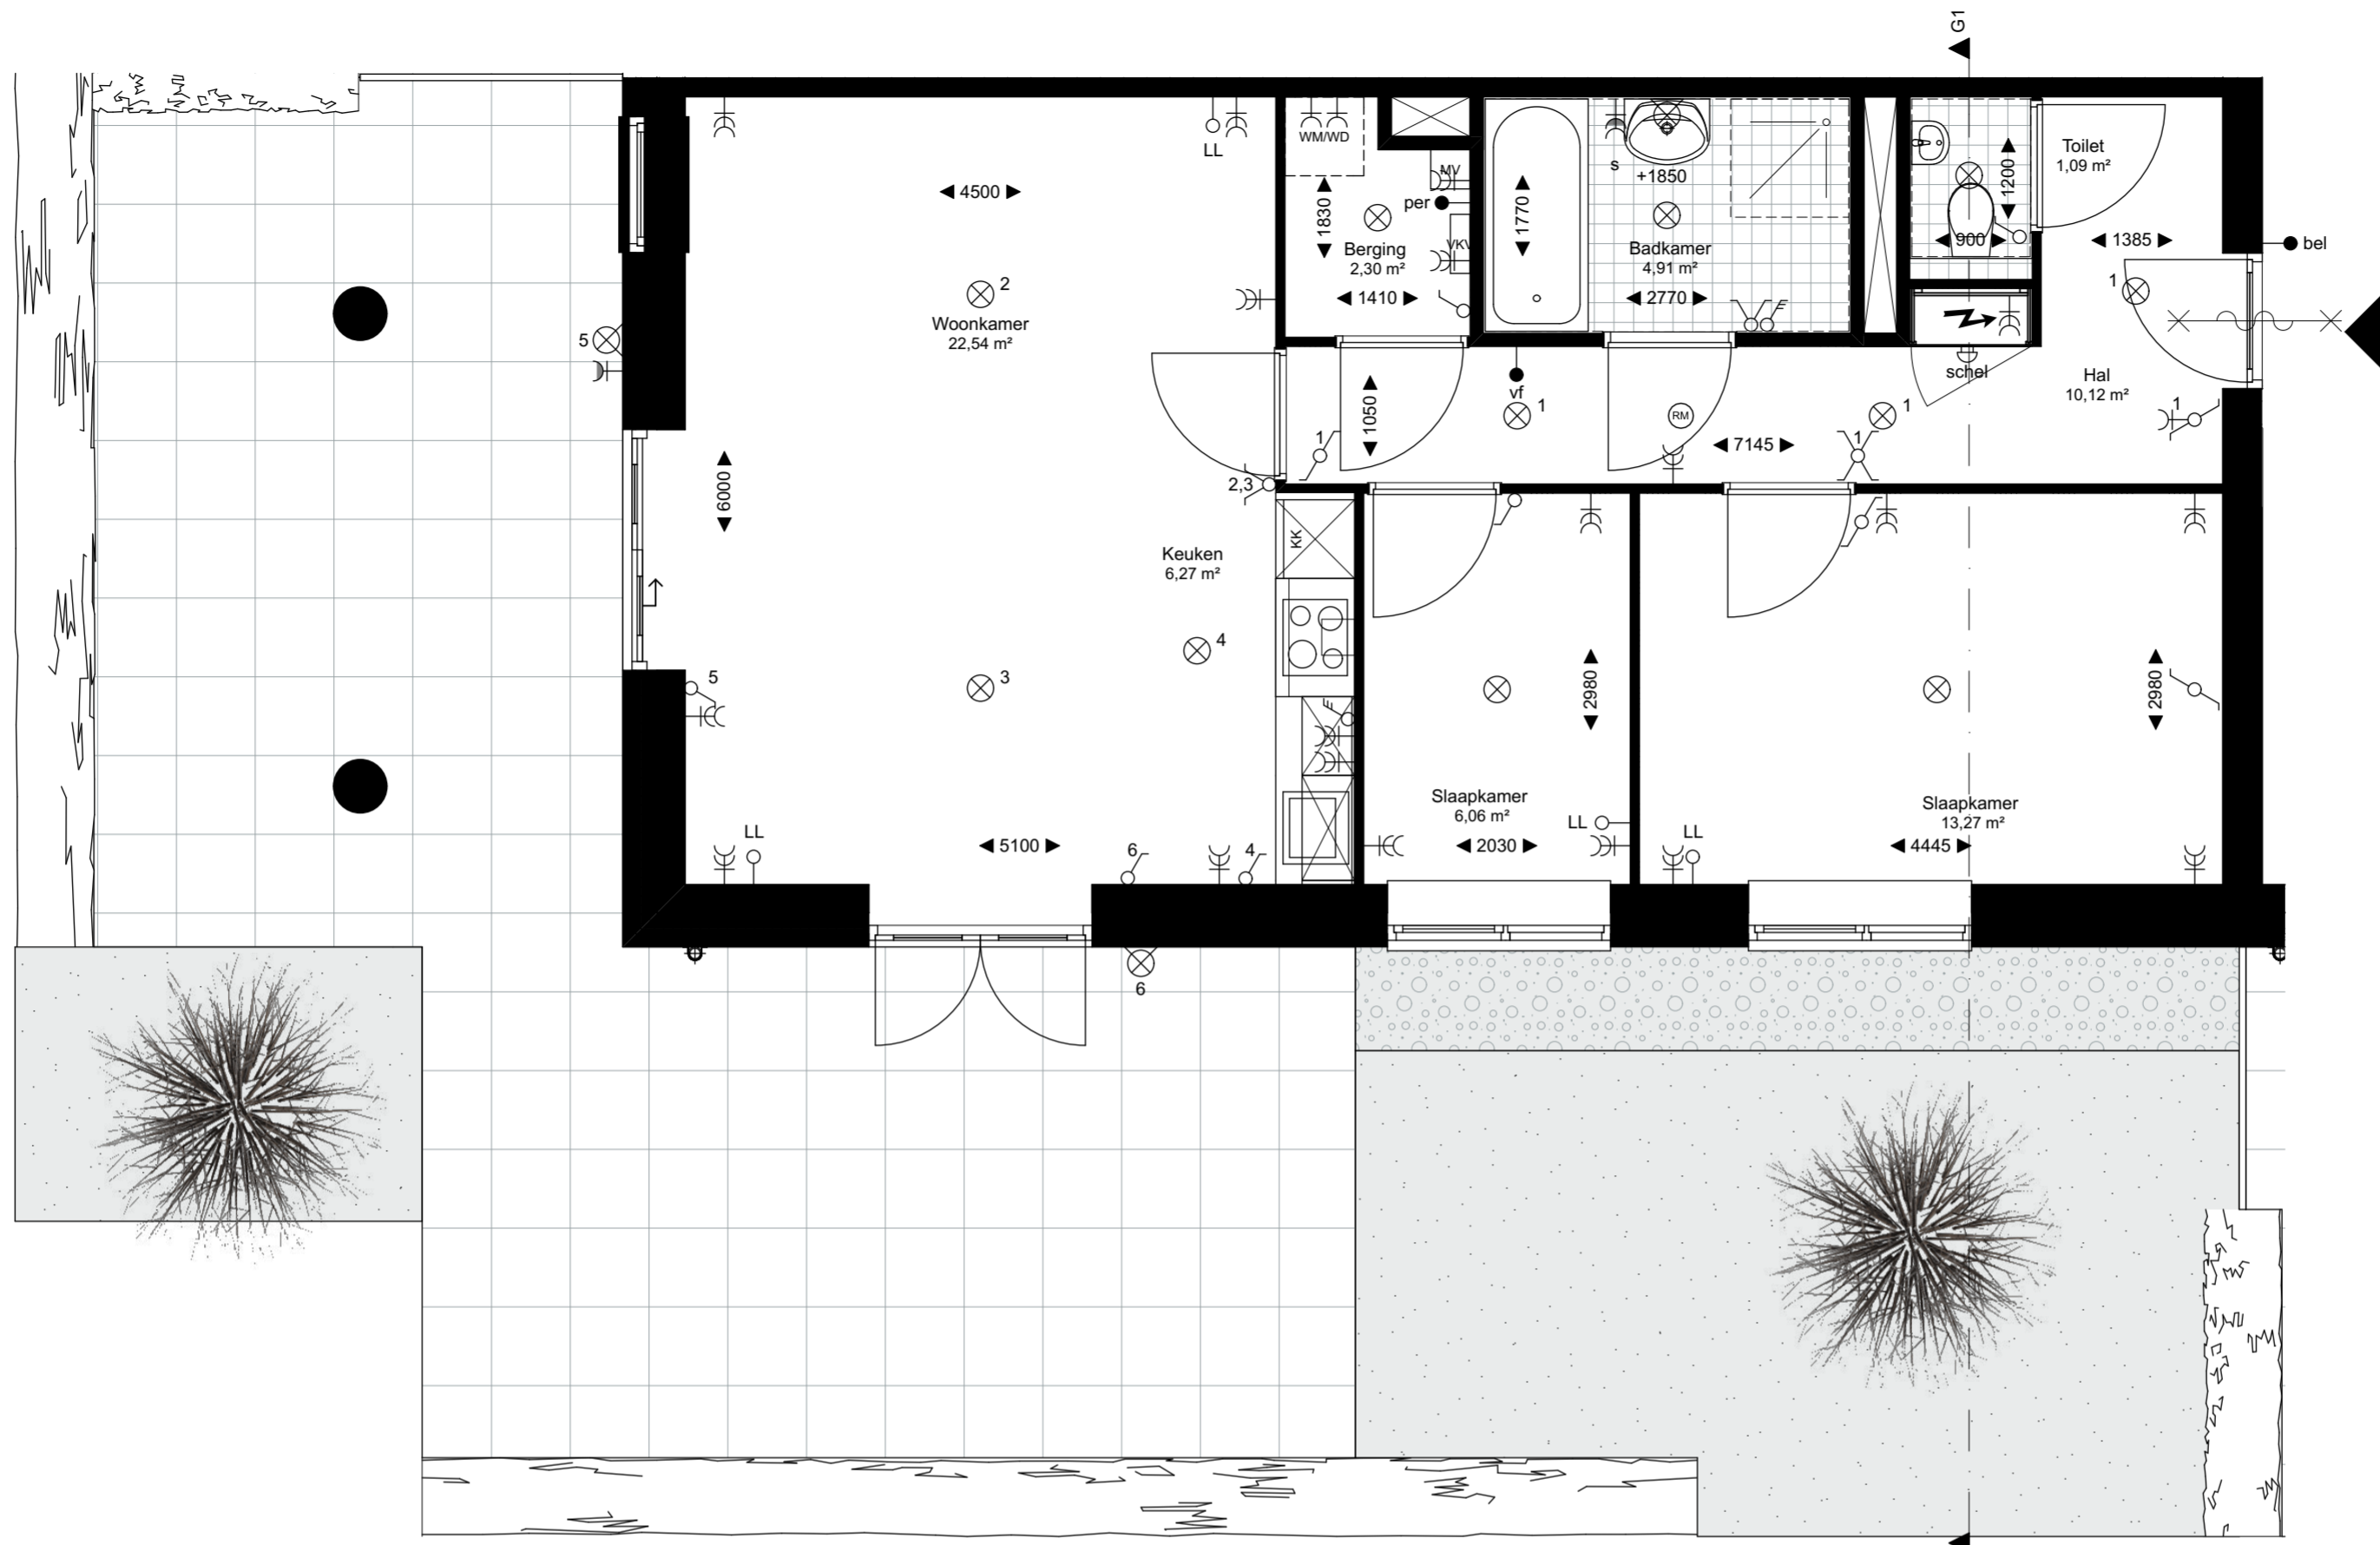 G1
WM/WD
LL
MV
s
+1850
Toilet
1,09 m²
4500
1830
per
1770
1200
Berging
2,30 m²
VKV
Badkamer
4,91 m²
900
1385
bel
2
Woonkamer
22,54 m²
1410
2770
1
5
schel
vf
1
1050
RM
1
Hal
10,12 m²
1
1
7145
1
6000
2,3
KK
Keuken
6,27 m²
4
3
5
2980
2980
Slaapkamer
6,06 m²
Slaapkamer
13,27 m²
LL
5100
6
4
2030
LL
LL
4445
6